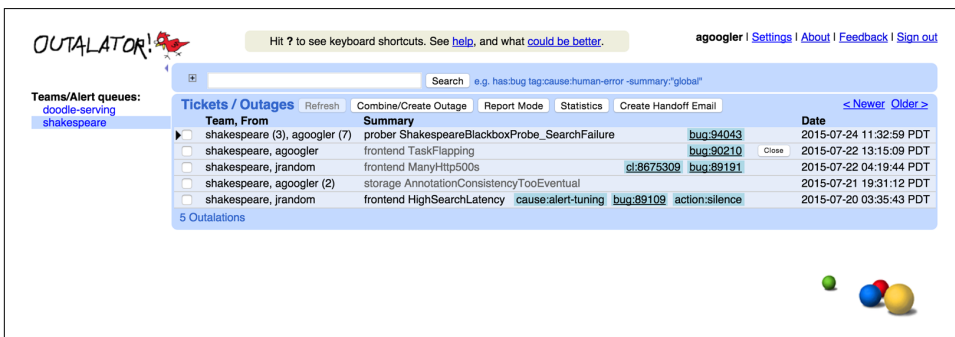 OUTALATOR!
Hit ? to see keyboard shortcuts. See help, and what could be better.
agoogler | Settings | About | Feedback | Sign out
Search e.g. has:bug tag:cause:human-error -summary:"global"
Teams/Alert queues:
doodle-serving
shakespeare
Tickets / Outages Refresh Combine/Create Outage Report Mode Statistics Create Handoff Email < Newer Older >
Team, From Summary Date
shakespeare (3), agoogler (7) prober ShakespeareBlackboxProbe_SearchFailure bug:94043 2015-07-24 11:32:59 PDT
shakespeare, agoogler frontend TaskFlapping bug:90210 Close 2015-07-22 13:15:09 PDT
shakespeare, jrandom frontend ManyHttp500s cl:8675309 bug:89191 2015-07-22 04:19:44 PDT
shakespeare, agoogler (2) storage AnnotationConsistencyTooEventual 2015-07-21 19:31:12 PDT
shakespeare, jrandom frontend HighSearchLatency cause:alert-tuning bug:89109 action:silence 2015-07-20 03:35:43 PDT
5 Outalations